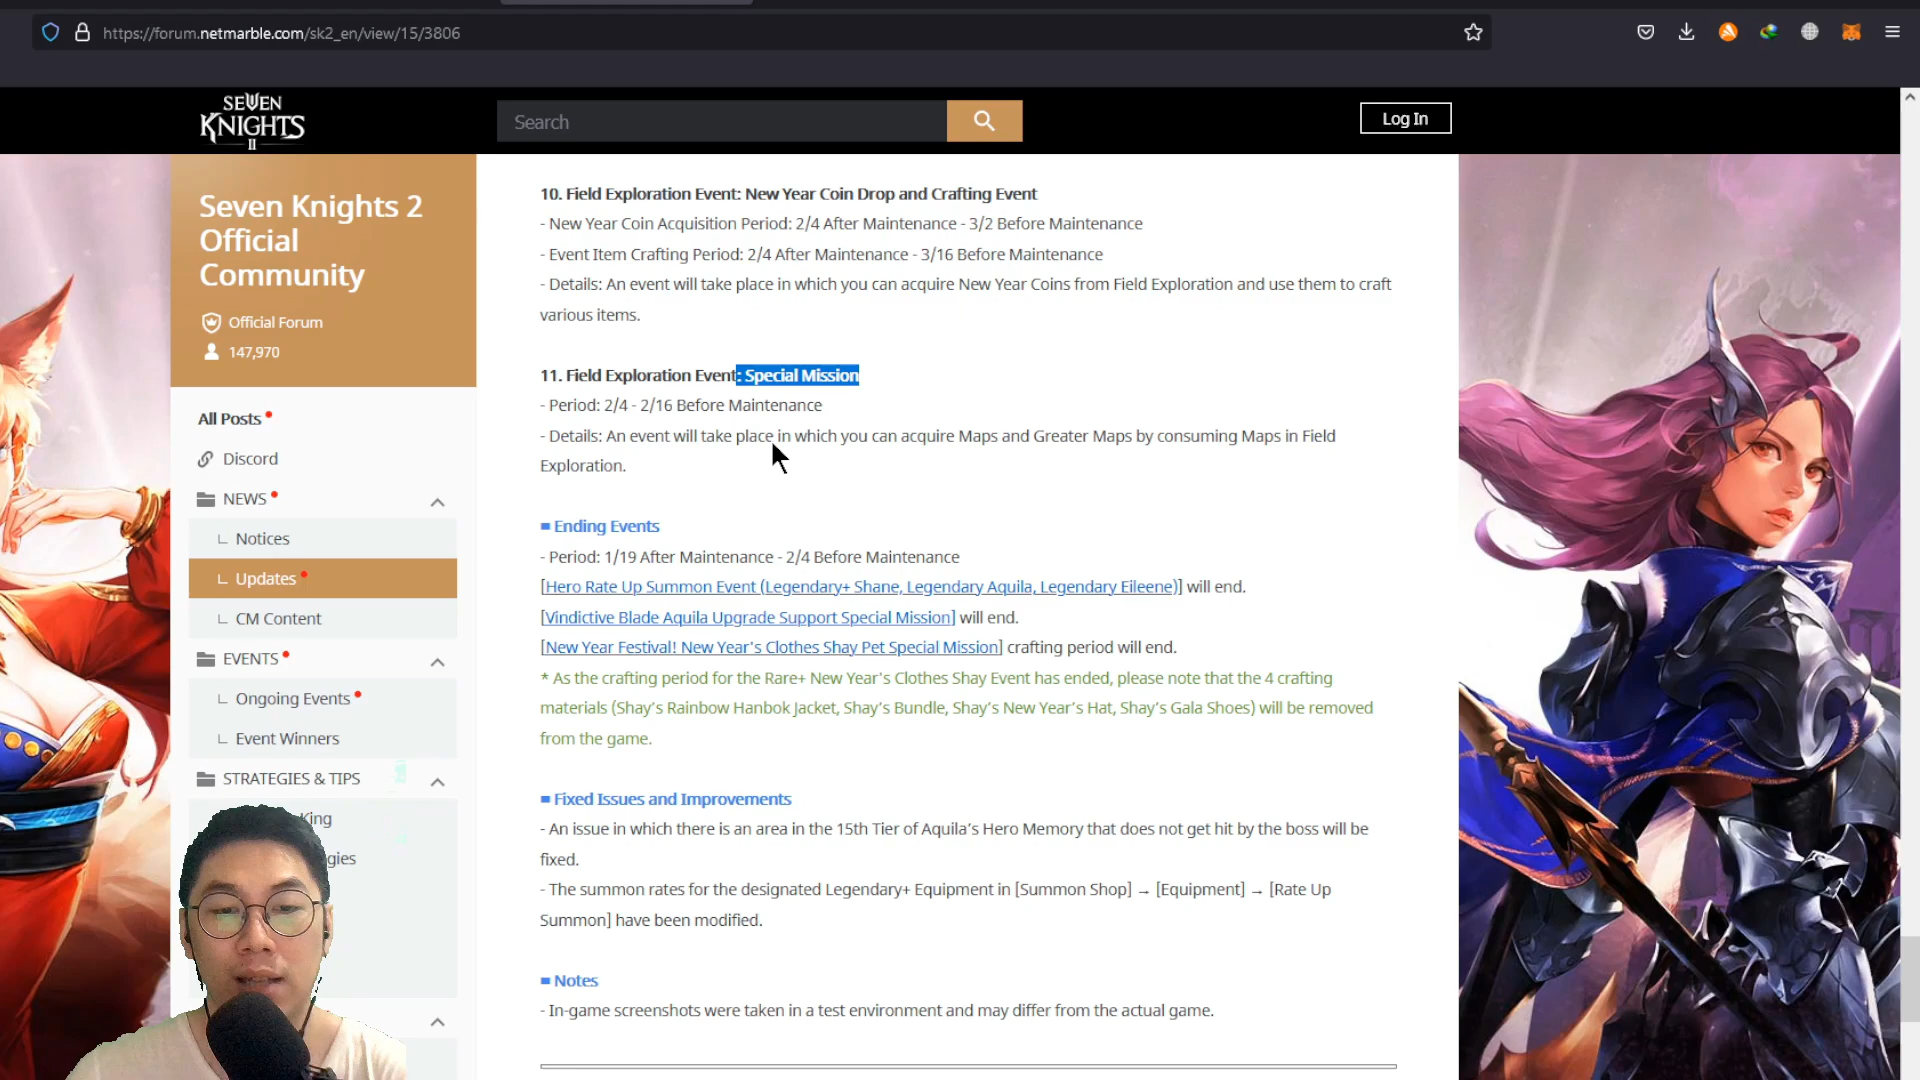 https://forum.netmarble.com/sk2_en/view/15/3806
SEVEN
KNIGHTS
II
Search
Log In
Seven Knights 2
Official
Community
Official Forum
147,970
All Posts
Discord
NEWS
Notices
Updates
CM Content
EVENTS
Ongoing Events
Event Winners
STRATEGIES & TIPS
King
gies
10. Field Exploration Event: New Year Coin Drop and Crafting Event
- New Year Coin Acquisition Period: 2/4 After Maintenance - 3/2 Before Maintenance
- Event Item Crafting Period: 2/4 After Maintenance - 3/16 Before Maintenance
- Details: An event will take place in which you can acquire New Year Coins from Field Exploration and use them to craft
various items.
11. Field Exploration Event: Special Mission
- Period: 2/4 - 2/16 Before Maintenance
- Details: An event will take place in which you can acquire Maps and Greater Maps by consuming Maps in Field
Exploration.
■ Ending Events
- Period: 1/19 After Maintenance - 2/4 Before Maintenance
[Hero Rate Up Summon Event (Legendary+ Shane, Legendary Aquila, Legendary Eileene)] will end.
[Vindictive Blade Aquila Upgrade Support Special Mission] will end.
[New Year Festival! New Year's Clothes Shay Pet Special Mission] crafting period will end.
* As the crafting period for the Rare+ New Year's Clothes Shay Event has ended, please note that the 4 crafting
materials (Shay's Rainbow Hanbok Jacket, Shay's Bundle, Shay's New Year's Hat, Shay's Gala Shoes) will be removed
from the game.
■ Fixed Issues and Improvements
- An issue in which there is an area in the 15th Tier of Aquila's Hero Memory that does not get hit by the boss will be
fixed.
- The summon rates for the designated Legendary+ Equipment in [Summon Shop] → [Equipment] → [Rate Up
Summon] have been modified.
■ Notes
- In-game screenshots were taken in a test environment and may differ from the actual game.